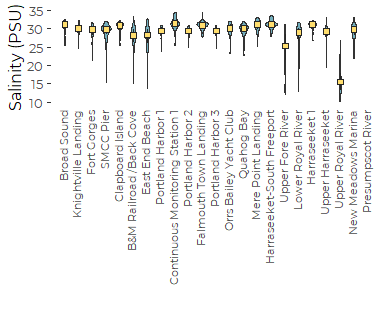 Salinity (PSU)
35
30
25
20
15
10
Broad Sound
Knightville Landing
Fort Gorges
SMCC Pier
Clapboard Island
B&M Railroad /Back Cove
East End Beach
Portland Harbor 1
Continuous Monitoring Station 1
Portland Harbor 2
Falmouth Town Landing
Portland Harbor 3
Orrs Bailey Yacht Club
Quahog Bay
Mere Point Landing
Harraseeket-South Freeport
Upper Fore River
Lower Royal River
Harraseeket 1
Upper Harraseeket
Upper Royal River
New Meadows Marina
Presumpscot River